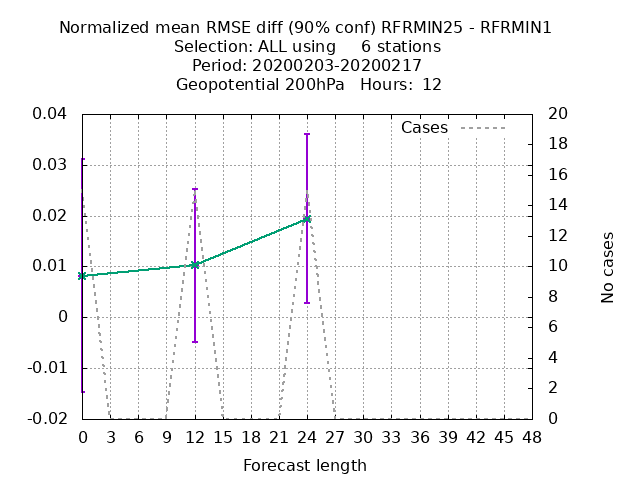 Normalized mean RMSE diff (90% conf) RFRMIN25 - RFRMIN1
Selection: ALL using 6 stations
Period: 20200203-20200217
Geopotential 200hPa Hours: 12
Cases
0.04
0.03
0.02
0.01
0
-0.01
-0.02
20
18
16
14
12
10
8
6
4
2
0
No cases
0 3 6 9 12 15 18 21 24 27 30 33 36 39 42 45 48
Forecast length